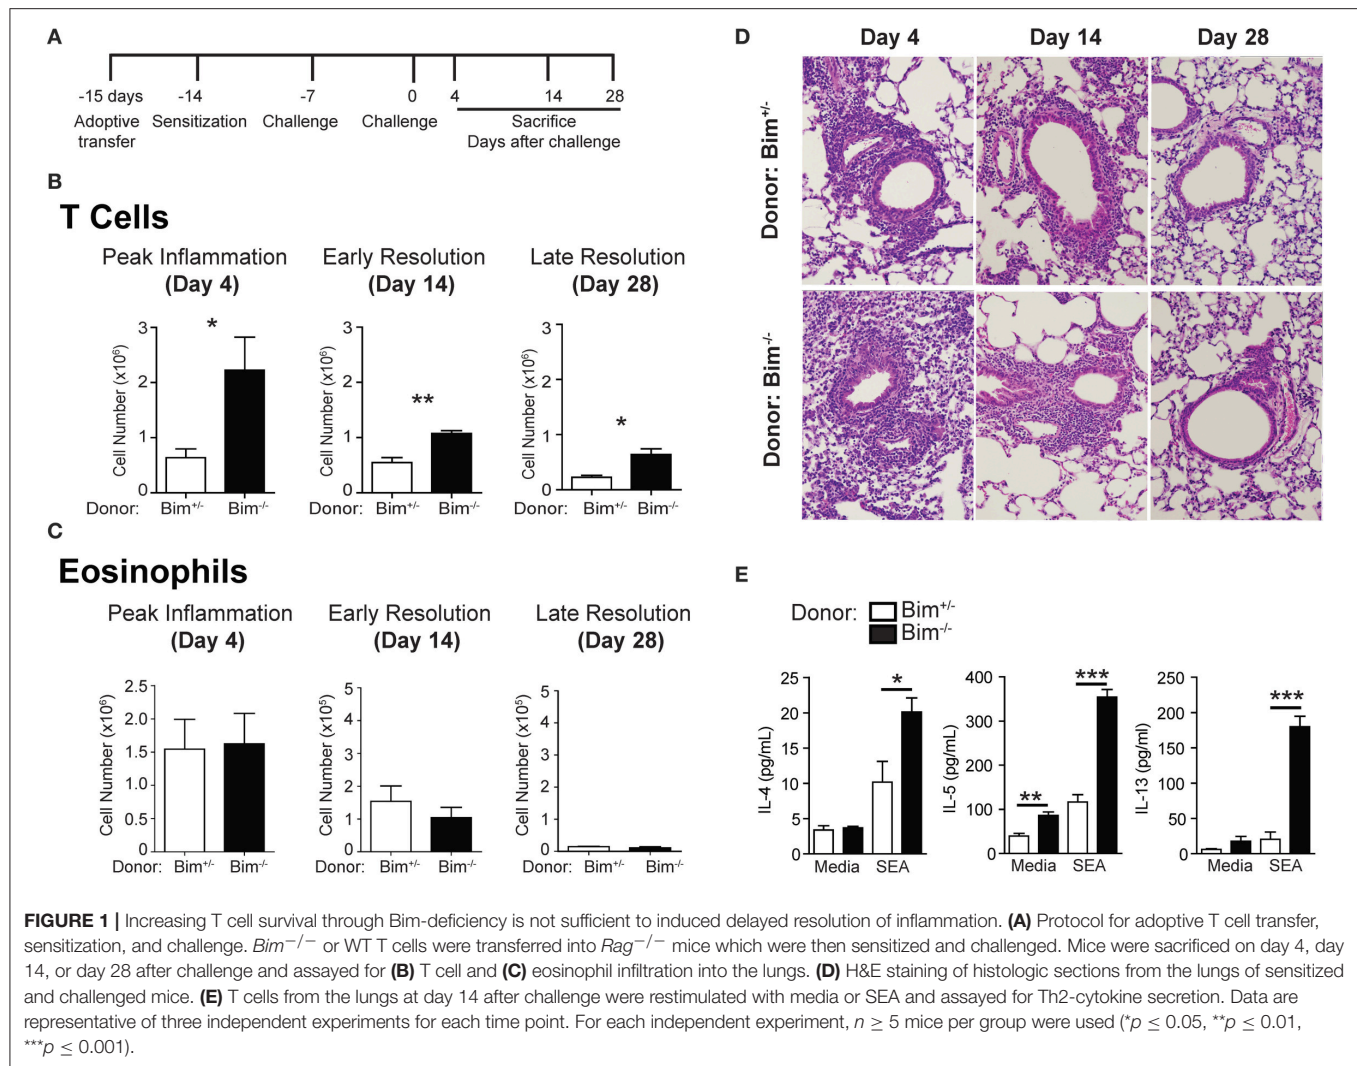 A
-15 days -14 -7 0 4 14 28
Adoptive Sensitization Challenge Challenge Sacrifice
transfer Days after challenge
B
T Cells
Peak Inflammation Early Resolution Late Resolution
(Day 4) (Day 14) (Day 28)
Cell Number (x10⁶)
3
2
1
0
*
Donor: Bim+/- Bim-/-
Cell Number (x10⁶)
3
2
1
0
**
Donor: Bim+/- Bim-/-
Cell Number (x10⁶)
3
2
1
0
*
Donor: Bim+/- Bim-/-
C
Eosinophils
Peak Inflammation Early Resolution Late Resolution
(Day 4) (Day 14) (Day 28)
Cell Number (x10⁶)
2.5
2.0
1.5
1.0
0.5
0
Donor: Bim+/- Bim-/-
Cell Number (x10⁵)
5
4
3
2
1
0
Donor: Bim+/- Bim-/-
Cell Number (x10⁵)
5
4
3
2
1
0
Donor: Bim+/- Bim-/-
D
Day 4 Day 14 Day 28
Donor: Bim+/-
Donor: Bim-/-
E
Donor: Bim+/-
Bim-/-
IL-4 (pg/mL)
25
20
15
10
5
0
*
Media SEA
IL-5 (pg/mL)
400
300
200
100
0
**
***
Media SEA
IL-13 (pg/ml)
250
200
150
100
50
0
***
Media SEA
FIGURE 1 | Increasing T cell survival through Bim-deficiency is not sufficient to induced delayed resolution of inflammation. (A) Protocol for adoptive T cell transfer,
sensitization, and challenge. Bim−/− or WT T cells were transferred into Rag−/− mice which were then sensitized and challenged. Mice were sacrificed on day 4, day
14, or day 28 after challenge and assayed for (B) T cell and (C) eosinophil infiltration into the lungs. (D) H&E staining of histologic sections from the lungs of sensitized
and challenged mice. (E) T cells from the lungs at day 14 after challenge were restimulated with media or SEA and assayed for Th2-cytokine secretion. Data are
representative of three independent experiments for each time point. For each independent experiment, n ≥ 5 mice per group were used (*p ≤ 0.05, **p ≤ 0.01,
***p ≤ 0.001).